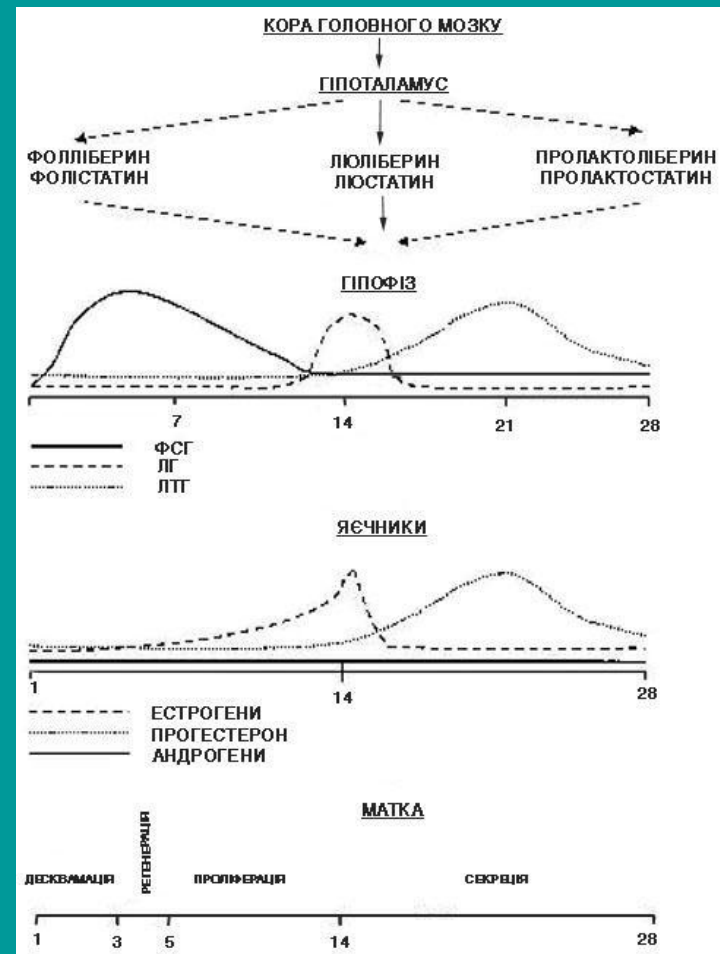 КОРА ГОЛОВНОГО МОЗКУ
ГІПОТАЛАМУС
ФОЛЛІБЕРИН
ФОЛІСТАТИН
ЛЮЛІБЕРИН
ЛЮСТАТИН
ПРОЛАКТОЛІБЕРИН
ПРОЛАКТОСТАТИН
ГІПОФІЗ
7 14 21 28
ФСГ
ЛГ
ЛТГ
ЯЄЧНИКИ
1 14 28
ЕСТРОГЕНИ
ПРОГЕСТЕРОН
АНДРОГЕНИ
МАТКА
ДЕСКВАМАЦІЯ РЕГЕНЕРАЦІЯ ПРОЛІФЕРАЦІЯ СЕКРЕЦІЯ
1 3 5 14 28